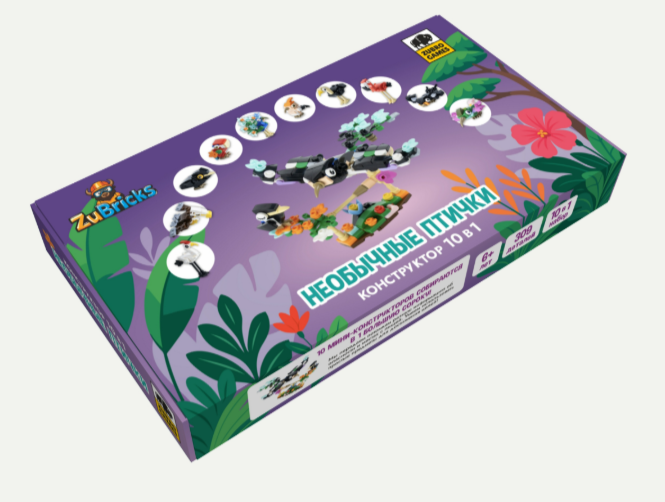 ZUBRO
GAMES
ZuBricks
НЕОБЫЧНЫЕ ПТИЧКИ
КОНСТРУКТОР 10 в 1
6+
лет
309
деталей
10 в 1
набор
10 МИНИ-КОНСТРУКТОРОВ СОБИРАЮТСЯ
В 1 БОЛЬШУЮ СОРОКУ!